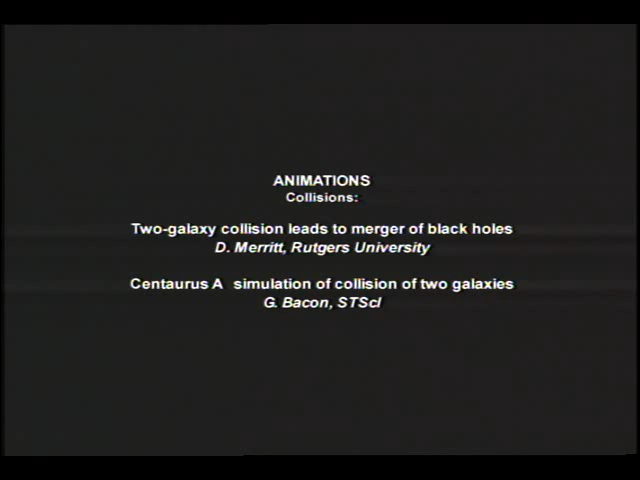 ANIMATIONS
Collisions:
Two-galaxy collision leads to merger of black holes
D. Merritt, Rutgers University
Centaurus A simulation of collision of two galaxies
G. Bacon, STScI